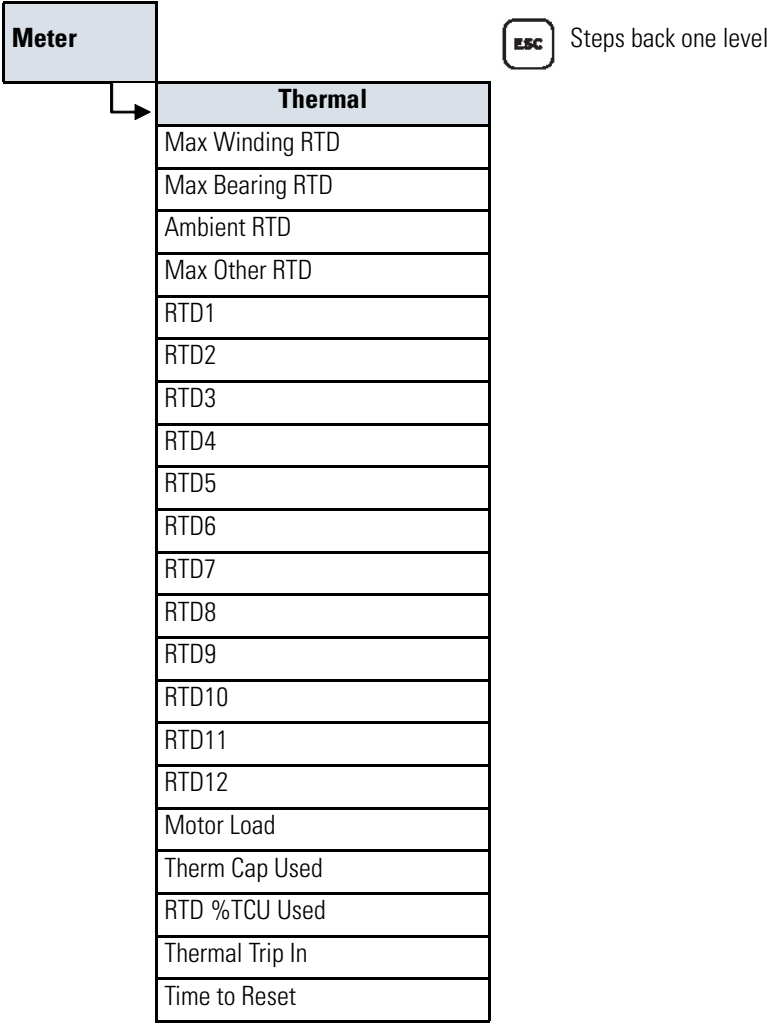 Meter
ESC Steps back one level
Thermal
Max Winding RTD
Max Bearing RTD
Ambient RTD
Max Other RTD
RTD1
RTD2
RTD3
RTD4
RTD5
RTD6
RTD7
RTD8
RTD9
RTD10
RTD11
RTD12
Motor Load
Therm Cap Used
RTD %TCU Used
Thermal Trip In
Time to Reset